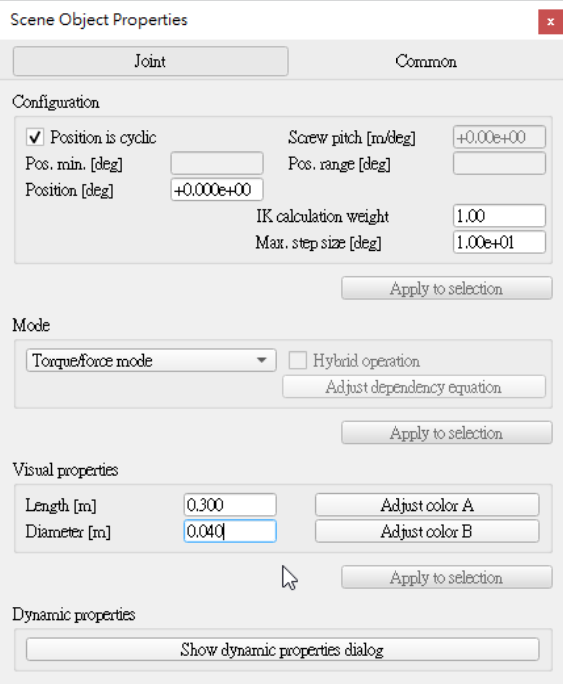 Scene Object Properties
x
Joint Common
Configuration
Position is cyclic Screw pitch [m/deg] +0.00e+00
Pos. min. [deg] Pos. range [deg]
Position [deg] +0.000e+00
IK calculation weight 1.00
Max. step size [deg] 1.00e+01
Apply to selection
Mode
Torque/force mode Hybrid operation
Adjust dependency equation
Apply to selection
Visual properties
Length [m] 0.300 Adjust color A
Diameter [m] 0.040 Adjust color B
Apply to selection
Dynamic properties
Show dynamic properties dialog